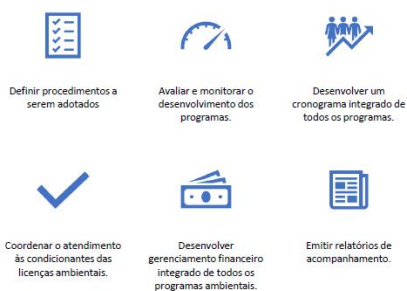 Definir procedimentos a
serem adotados
Avaliar e monitorar o
desenvolvimento dos
programas.
Desenvolver um
cronograma integrado de
todos os programas.
Coordenar o atendimento
às condicionantes das
licenças ambientais.
Desenvolver
gerenciamento financeiro
integrado de todos os
programas ambientais.
Emitir relatórios de
acompanhamento.